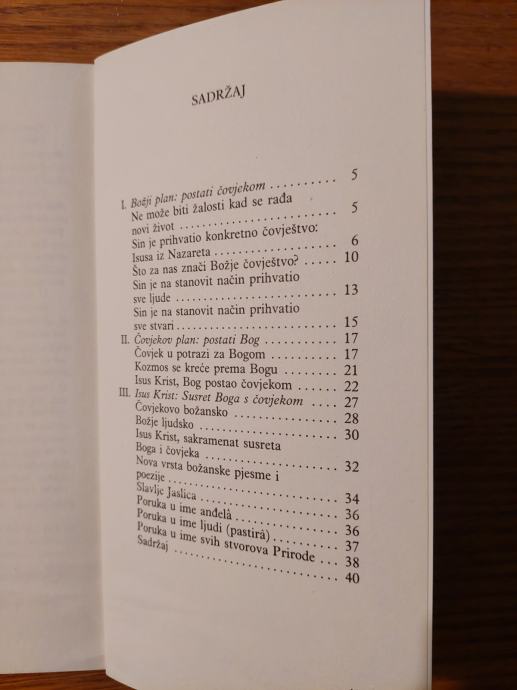 SADRŽAJ
I. Božji plan: postati čovjekom .......... 5
Ne može biti žalosti kad se rađa
novi život ....................... 5
Sin je prihvatio konkretno čovještvo:
Isusa iz Nazareta ................ 6
Što za nas znači Božje čovještvo? ..... 10
Sin je na stanovit način prihvatio
sve ljude ........................ 13
Sin je na stanovit način prihvatio
sve stvari ....................... 15
II. Čovjekov plan: postati Bog ........ 17
Čovjek u potrazi za Bogom ....... 17
Kozmos se kreće prema Bogu ..... 21
Isus Krist, Bog postao čovjekom .... 22
III. Isus Krist: Susret Boga s čovjekom .... 27
Čovjekovo božansko .............. 28
Božje ljudsko .................... 30
Isus Krist, sakramenat susreta
Boga i čovjeka ................... 32
Nova vrsta božanske pjesme i
poezije .......................... 34
Slavlje Jaslica .................... 36
Poruka u ime anđelâ .............. 36
Poruka u ime ljudi (pastirâ) ......... 37
Poruka u ime svih stvorova Prirode ... 38
Sadržaj .......................... 40